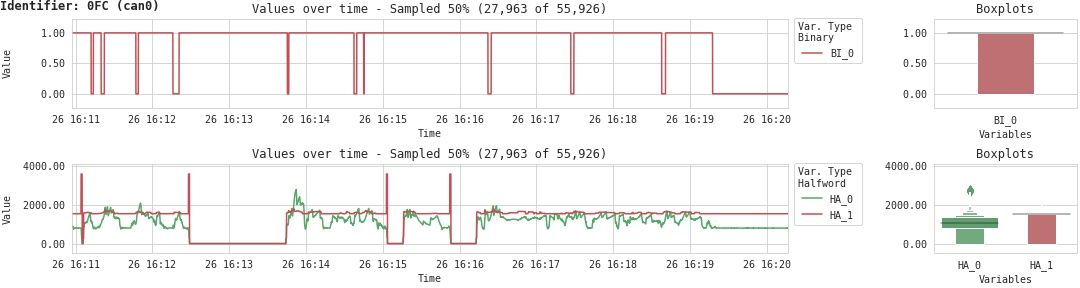 Identifier: 0FC (can0)
Values over time - Sampled 50% (27,963 of 55,926)
Boxplots
Value
1.00
0.50
0.00
26 16:11 26 16:12 26 16:13 26 16:14 26 16:15 26 16:16 26 16:17 26 16:18 26 16:19 26 16:20
Time
Var. Type
Binary
BI_0
1.00
0.50
0.00
BI_0
Variables
Values over time - Sampled 50% (27,963 of 55,926)
Boxplots
Value
4000.00
2000.00
0.00
26 16:11 26 16:12 26 16:13 26 16:14 26 16:15 26 16:16 26 16:17 26 16:18 26 16:19 26 16:20
Time
Var. Type
Halfword
HA_0
HA_1
4000.00
2000.00
0.00
HA_0 HA_1
Variables